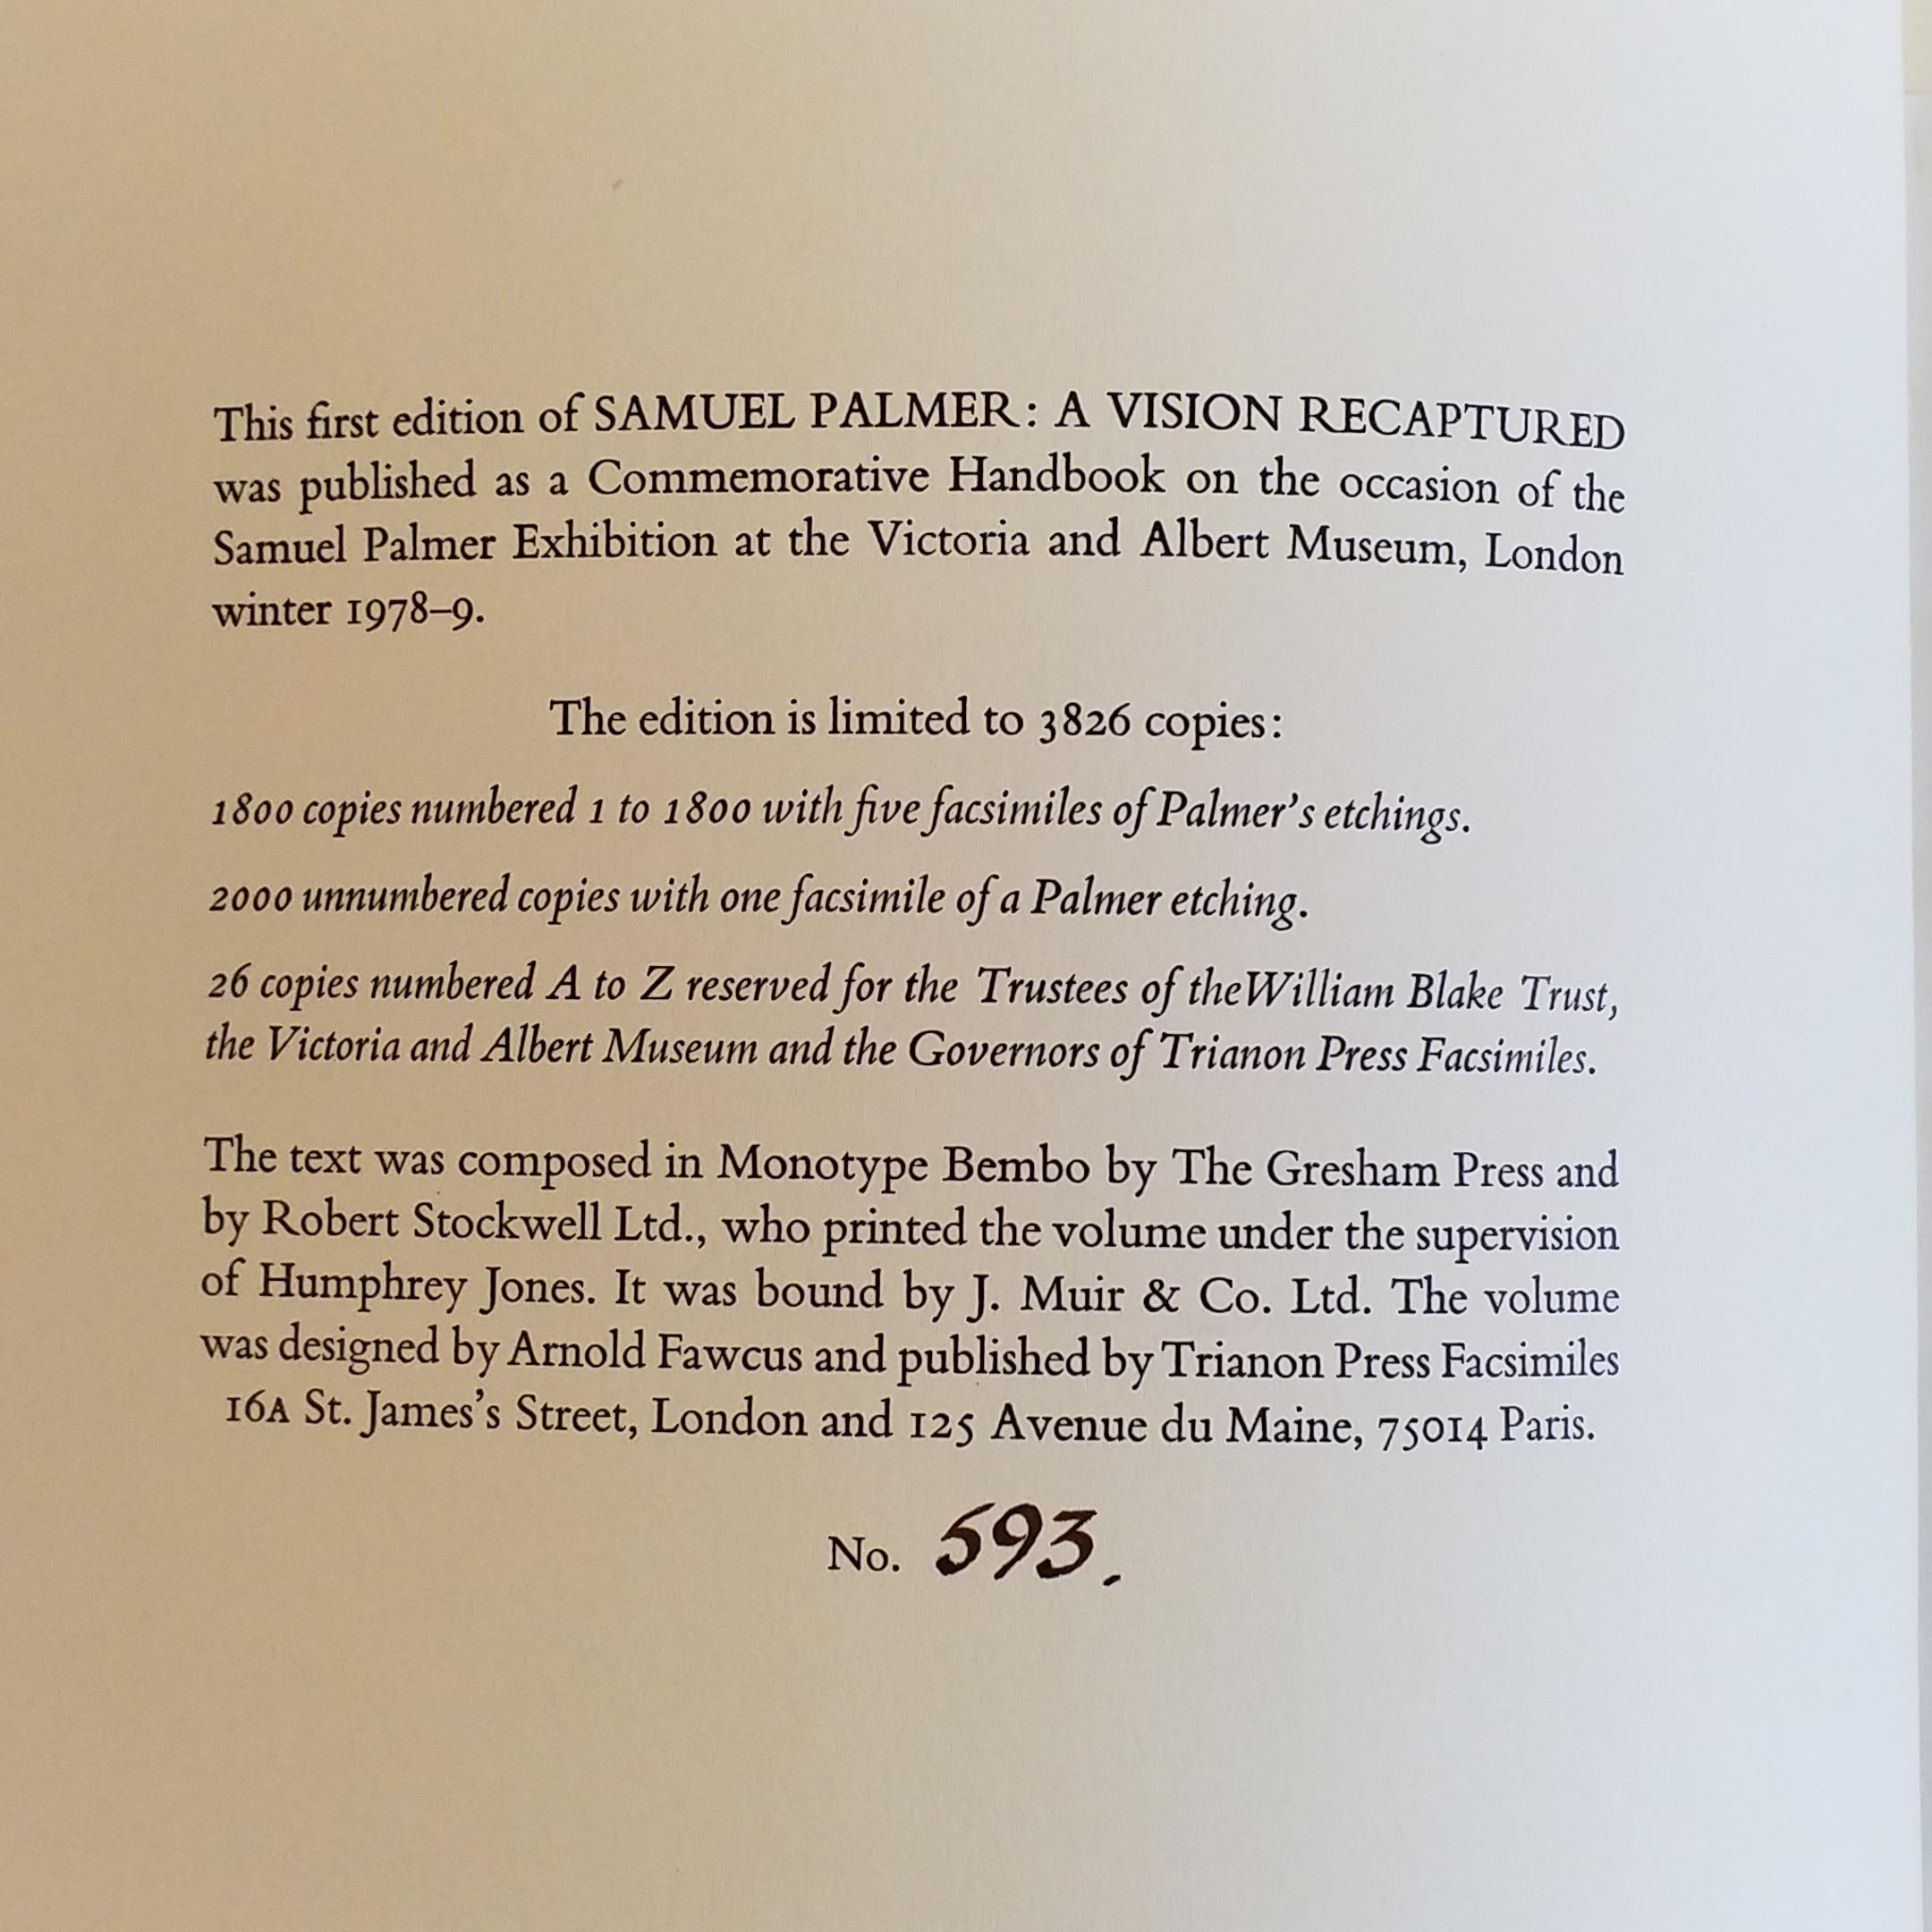 This first edition of SAMUEL PALMER: A VISION RECAPTURED
was published as a Commemorative Handbook on the occasion of the
Samuel Palmer Exhibition at the Victoria and Albert Museum, London
winter 1978–9.
The edition is limited to 3826 copies:
1800 copies numbered 1 to 1800 with five facsimiles of Palmer's etchings.
2000 unnumbered copies with one facsimile of a Palmer etching.
26 copies numbered A to Z reserved for the Trustees of theWilliam Blake Trust,
the Victoria and Albert Museum and the Governors of Trianon Press Facsimiles.
The text was composed in Monotype Bembo by The Gresham Press and
by Robert Stockwell Ltd., who printed the volume under the supervision
of Humphrey Jones. It was bound by J. Muir & Co. Ltd. The volume
was designed by Arnold Fawcus and published by Trianon Press Facsimiles
16A St. James's Street, London and 125 Avenue du Maine, 75014 Paris.
No. 593.